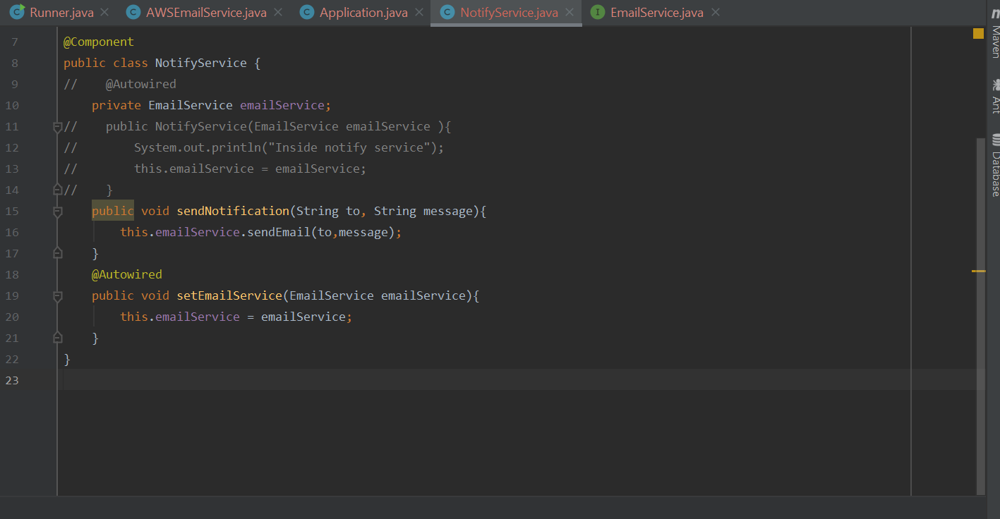 Runner.java AWSEmailService.java Application.java NotifyService.java EmailService.java
7 @Component
8 public class NotifyService {
9 //    @Autowired
10     private EmailService emailService;
11 //    public NotifyService(EmailService emailService ){
12 //        System.out.println("Inside notify service");
13 //        this.emailService = emailService;
14 //    }
15     public void sendNotification(String to, String message){
16         this.emailService.sendEmail(to,message);
17     }
18     @Autowired
19     public void setEmailService(EmailService emailService){
20         this.emailService = emailService;
21     }
22 }
23
Maven
Ant
Database